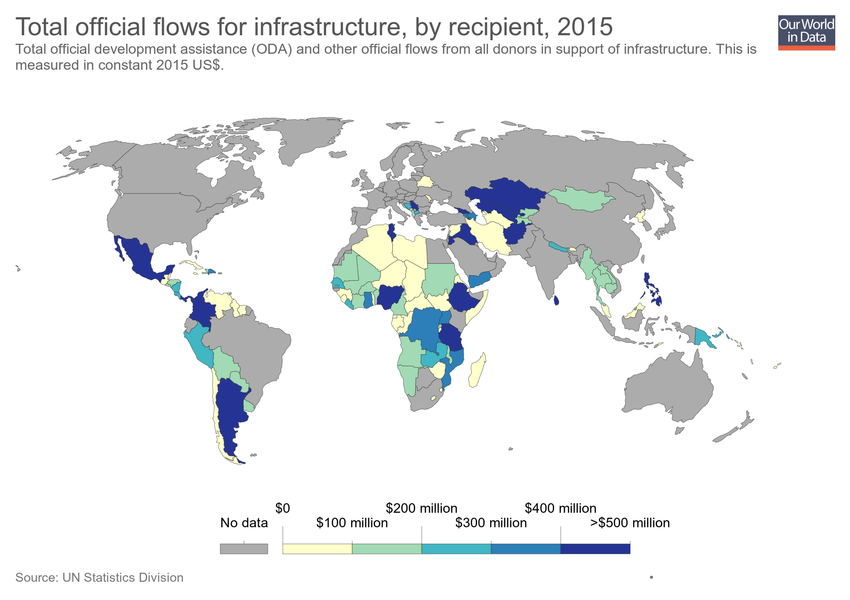 Total official flows for infrastructure, by recipient, 2015
Our World
in Data
Total official development assistance (ODA) and other official flows from all donors in support of infrastructure. This is
measured in constant 2015 US$.
$0
$200 million
$400 million
No data
$100 million
$300 million
>$500 million
Source: UN Statistics Division